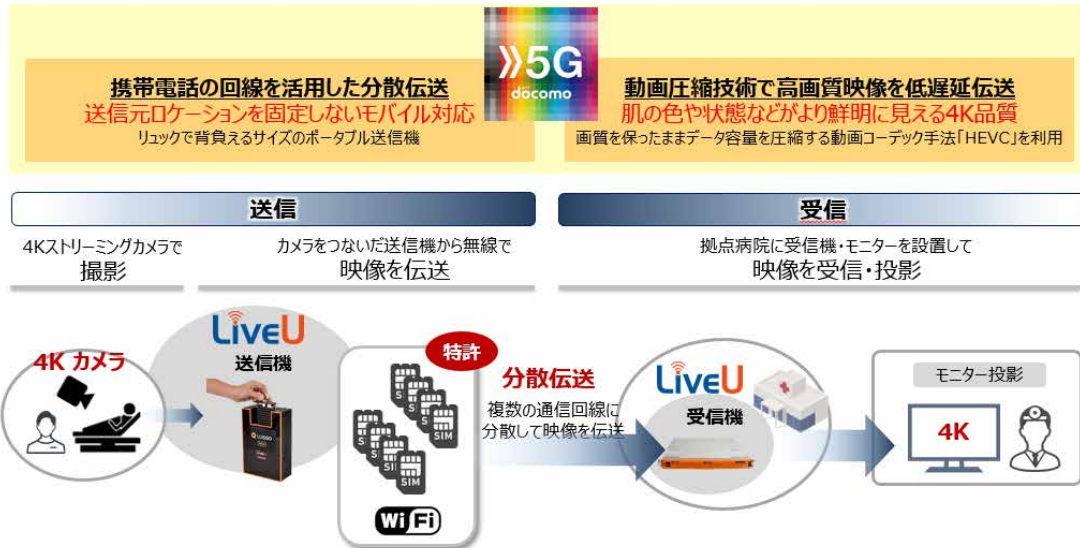 携帯電話の回線を活用した分散伝送
送信元ロケーションを固定しないモバイル対応
リュックで背負えるサイズのポータブル送信機
》5G
döcomo
動画圧縮技術で高画質映像を低遅延伝送
肌の色や状態などがより鮮明に見える4K品質
画質を保ったままデータ容量を圧縮する動画コーデック手法「HEVC」を利用
送信
受信
4Kストリーミングカメラで
撮影
カメラをつないだ送信機から無線で
映像を伝送
拠点病院に受信機・モニターを設置して
映像を受信・投影
4K カメラ
LiveU
送信機
特許
SIM
SIM
SIM
SIM
SIM
SIM
SIM
SIM
Wi Fi
分散伝送
複数の通信回線に
分散して映像を伝送
LiveU
受信機
モニター投影
4K